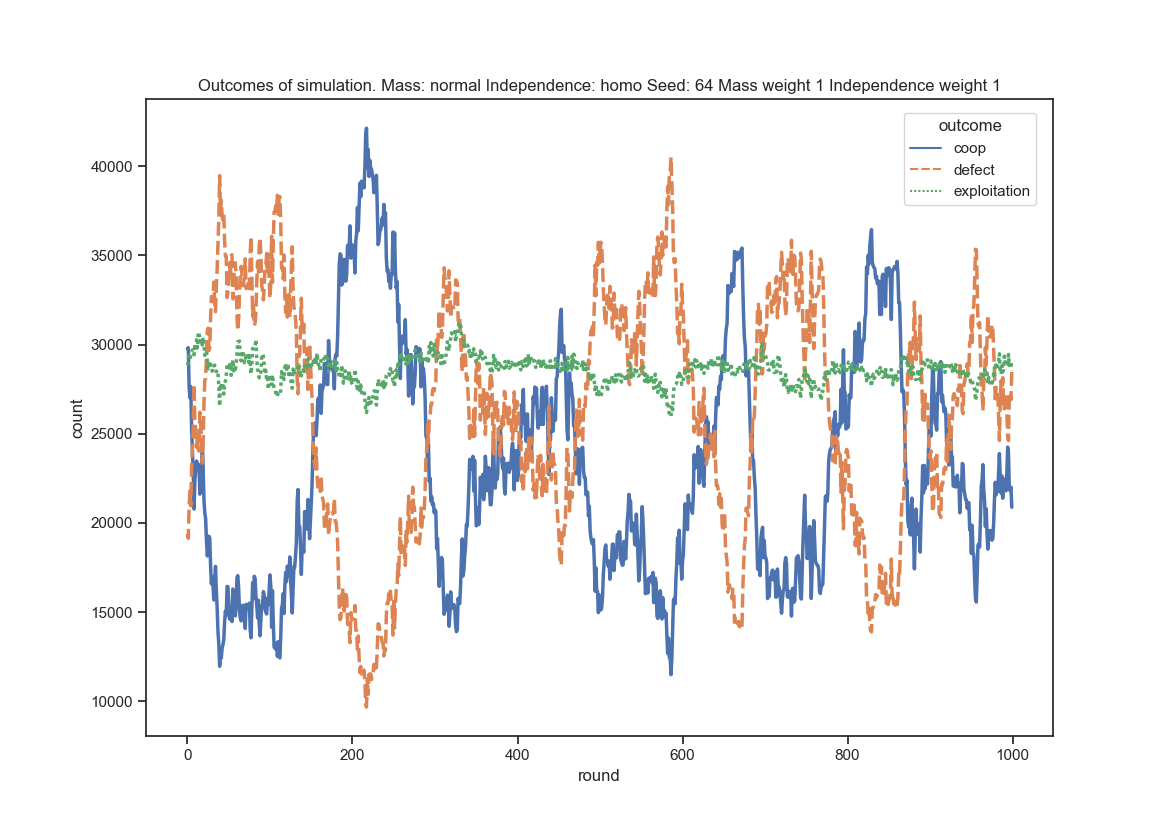 Outcomes of simulation. Mass: normal Independence: homo Seed: 64 Mass weight 1 Independence weight 1
outcome
coop
defect
exploitation
40000
35000
30000
25000
20000
15000
10000
count
0 200 400 600 800 1000
round